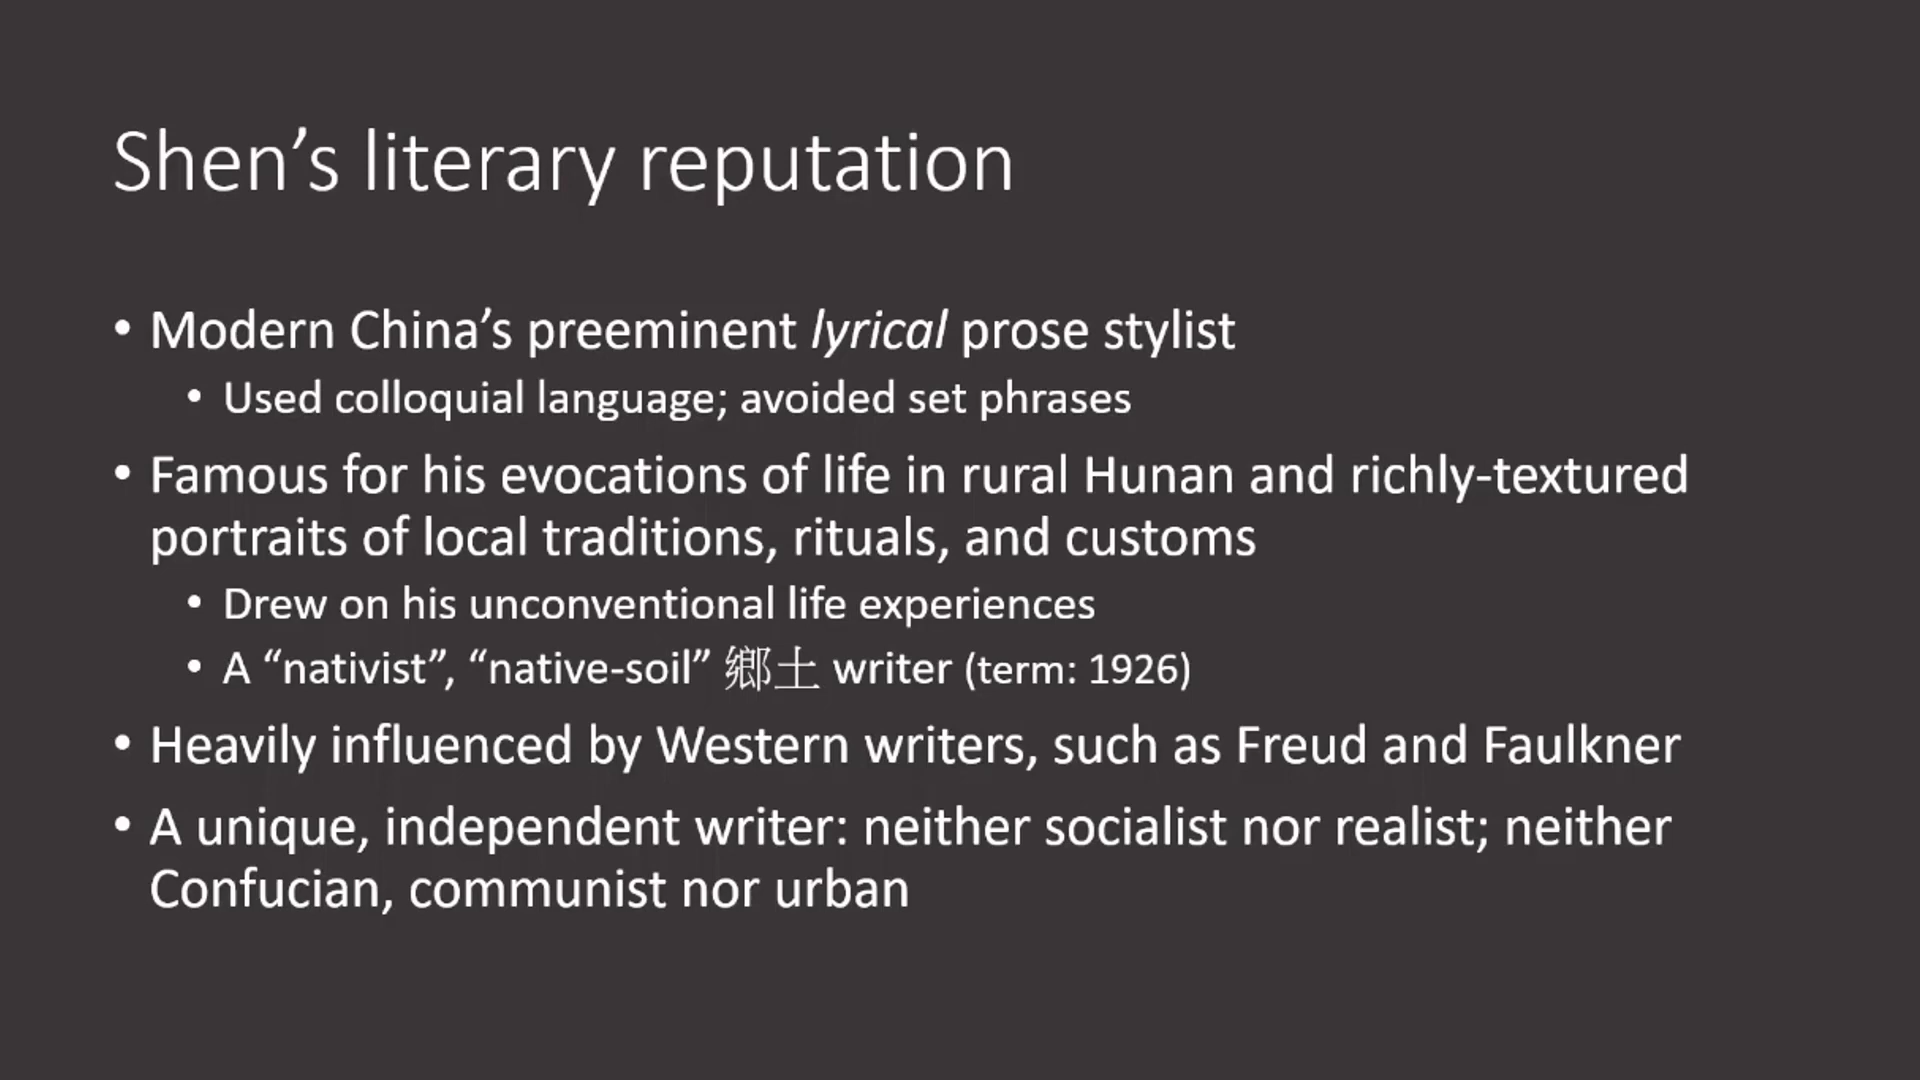 Shen’s literary reputation
• Modern China’s preeminent lyrical prose stylist
• Used colloquial language; avoided set phrases
• Famous for his evocations of life in rural Hunan and richly-textured
portraits of local traditions, rituals, and customs
• Drew on his unconventional life experiences
• A “nativist”, “native-soil” 鄉土 writer (term: 1926)
• Heavily influenced by Western writers, such as Freud and Faulkner
• A unique, independent writer: neither socialist nor realist; neither
Confucian, communist nor urban